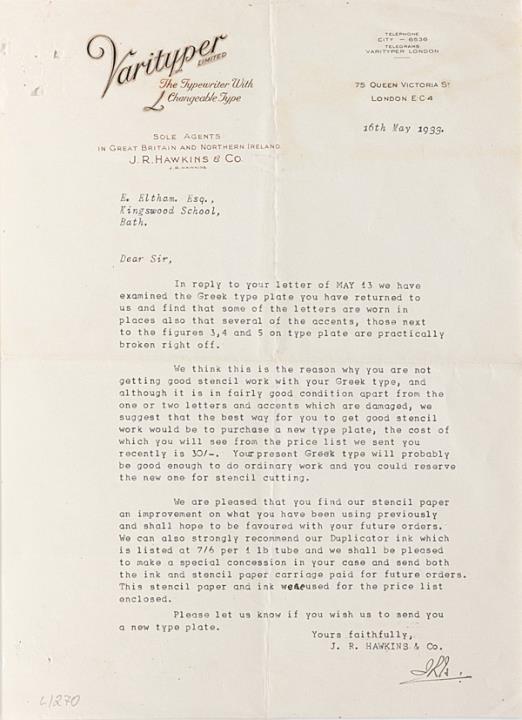 Varityper
LIMITED
The Typewriter With
Changeable Type
TELEPHONE
CITY — 6536
TELEGRAMS
VARITYPER LONDON
75 QUEEN VICTORIA ST
LONDON E·C·4
16th May 1933.
SOLE AGENTS
IN GREAT BRITAIN AND NORTHERN IRELAND
J. R. HAWKINS & CO.
J. R. HAWKINS
E. Eltham. Esq.,
Kingswood School,
Bath.
Dear Sir,
In reply to your letter of MAY 13 we have
examined the Greek type plate you have returned to
us and find that some of the letters are worn in
places also that several of the accents, those next
to the figures 3,4 and 5 on type plate are practically
broken right off.
We think this is the reason why you are not
getting good stencil work with your Greek type, and
although it is in fairly good condition apart from the
one or two letters and accents which are damaged, we
suggest that the best way for you to get good stencil
work would be to purchase a new type plate, the cost of
which you will see from the price list we sent you
recently is 30/-. Your present Greek type will probably
be good enough to do ordinary work and you could reserve
the new one for stencil cutting.
We are pleased that you find our stencil paper
an improvement on what you have been using previously
and shall hope to be favoured with your future orders.
We can also strongly recommend our Duplicator ink which
is listed at 7/6 per 1 lb tube and we shall be pleased
to make a special concession in your case and send both
the ink and stencil paper carriage paid for future orders.
This stencil paper and ink were used for the price list
enclosed.
Please let us know if you wish us to send you
a new type plate.
Yours faithfully,
J. R. HAWKINS & Co.
JRH.
L1270